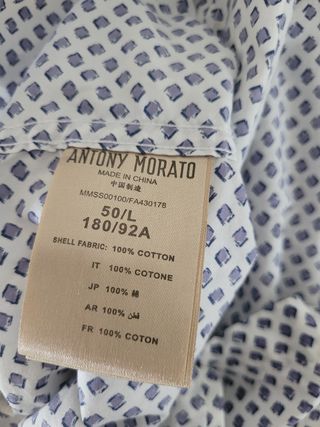 ANTONY MORATO
MADE IN CHINA
中国制造
MMSS00100/FA430178
50/L
180/92A
SHELL FABRIC: 100% COTTON
IT 100% COTONE
JP 100% 綿
AR 100% قطن
FR 100% COTON